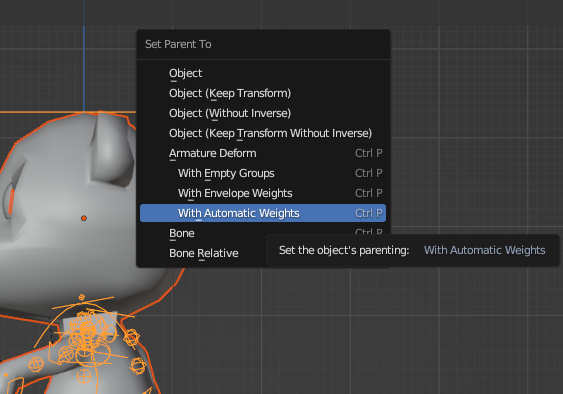 Set Parent To
Object
Object (Keep Transform)
Object (Without Inverse)
Object (Keep Transform Without Inverse)
Armature Deform Ctrl P
With Empty Groups Ctrl P
With Envelope Weights Ctrl P
With Automatic Weights Ctrl P
Bone Ctrl P
Set the object's parenting: With Automatic Weights
Bone Relative